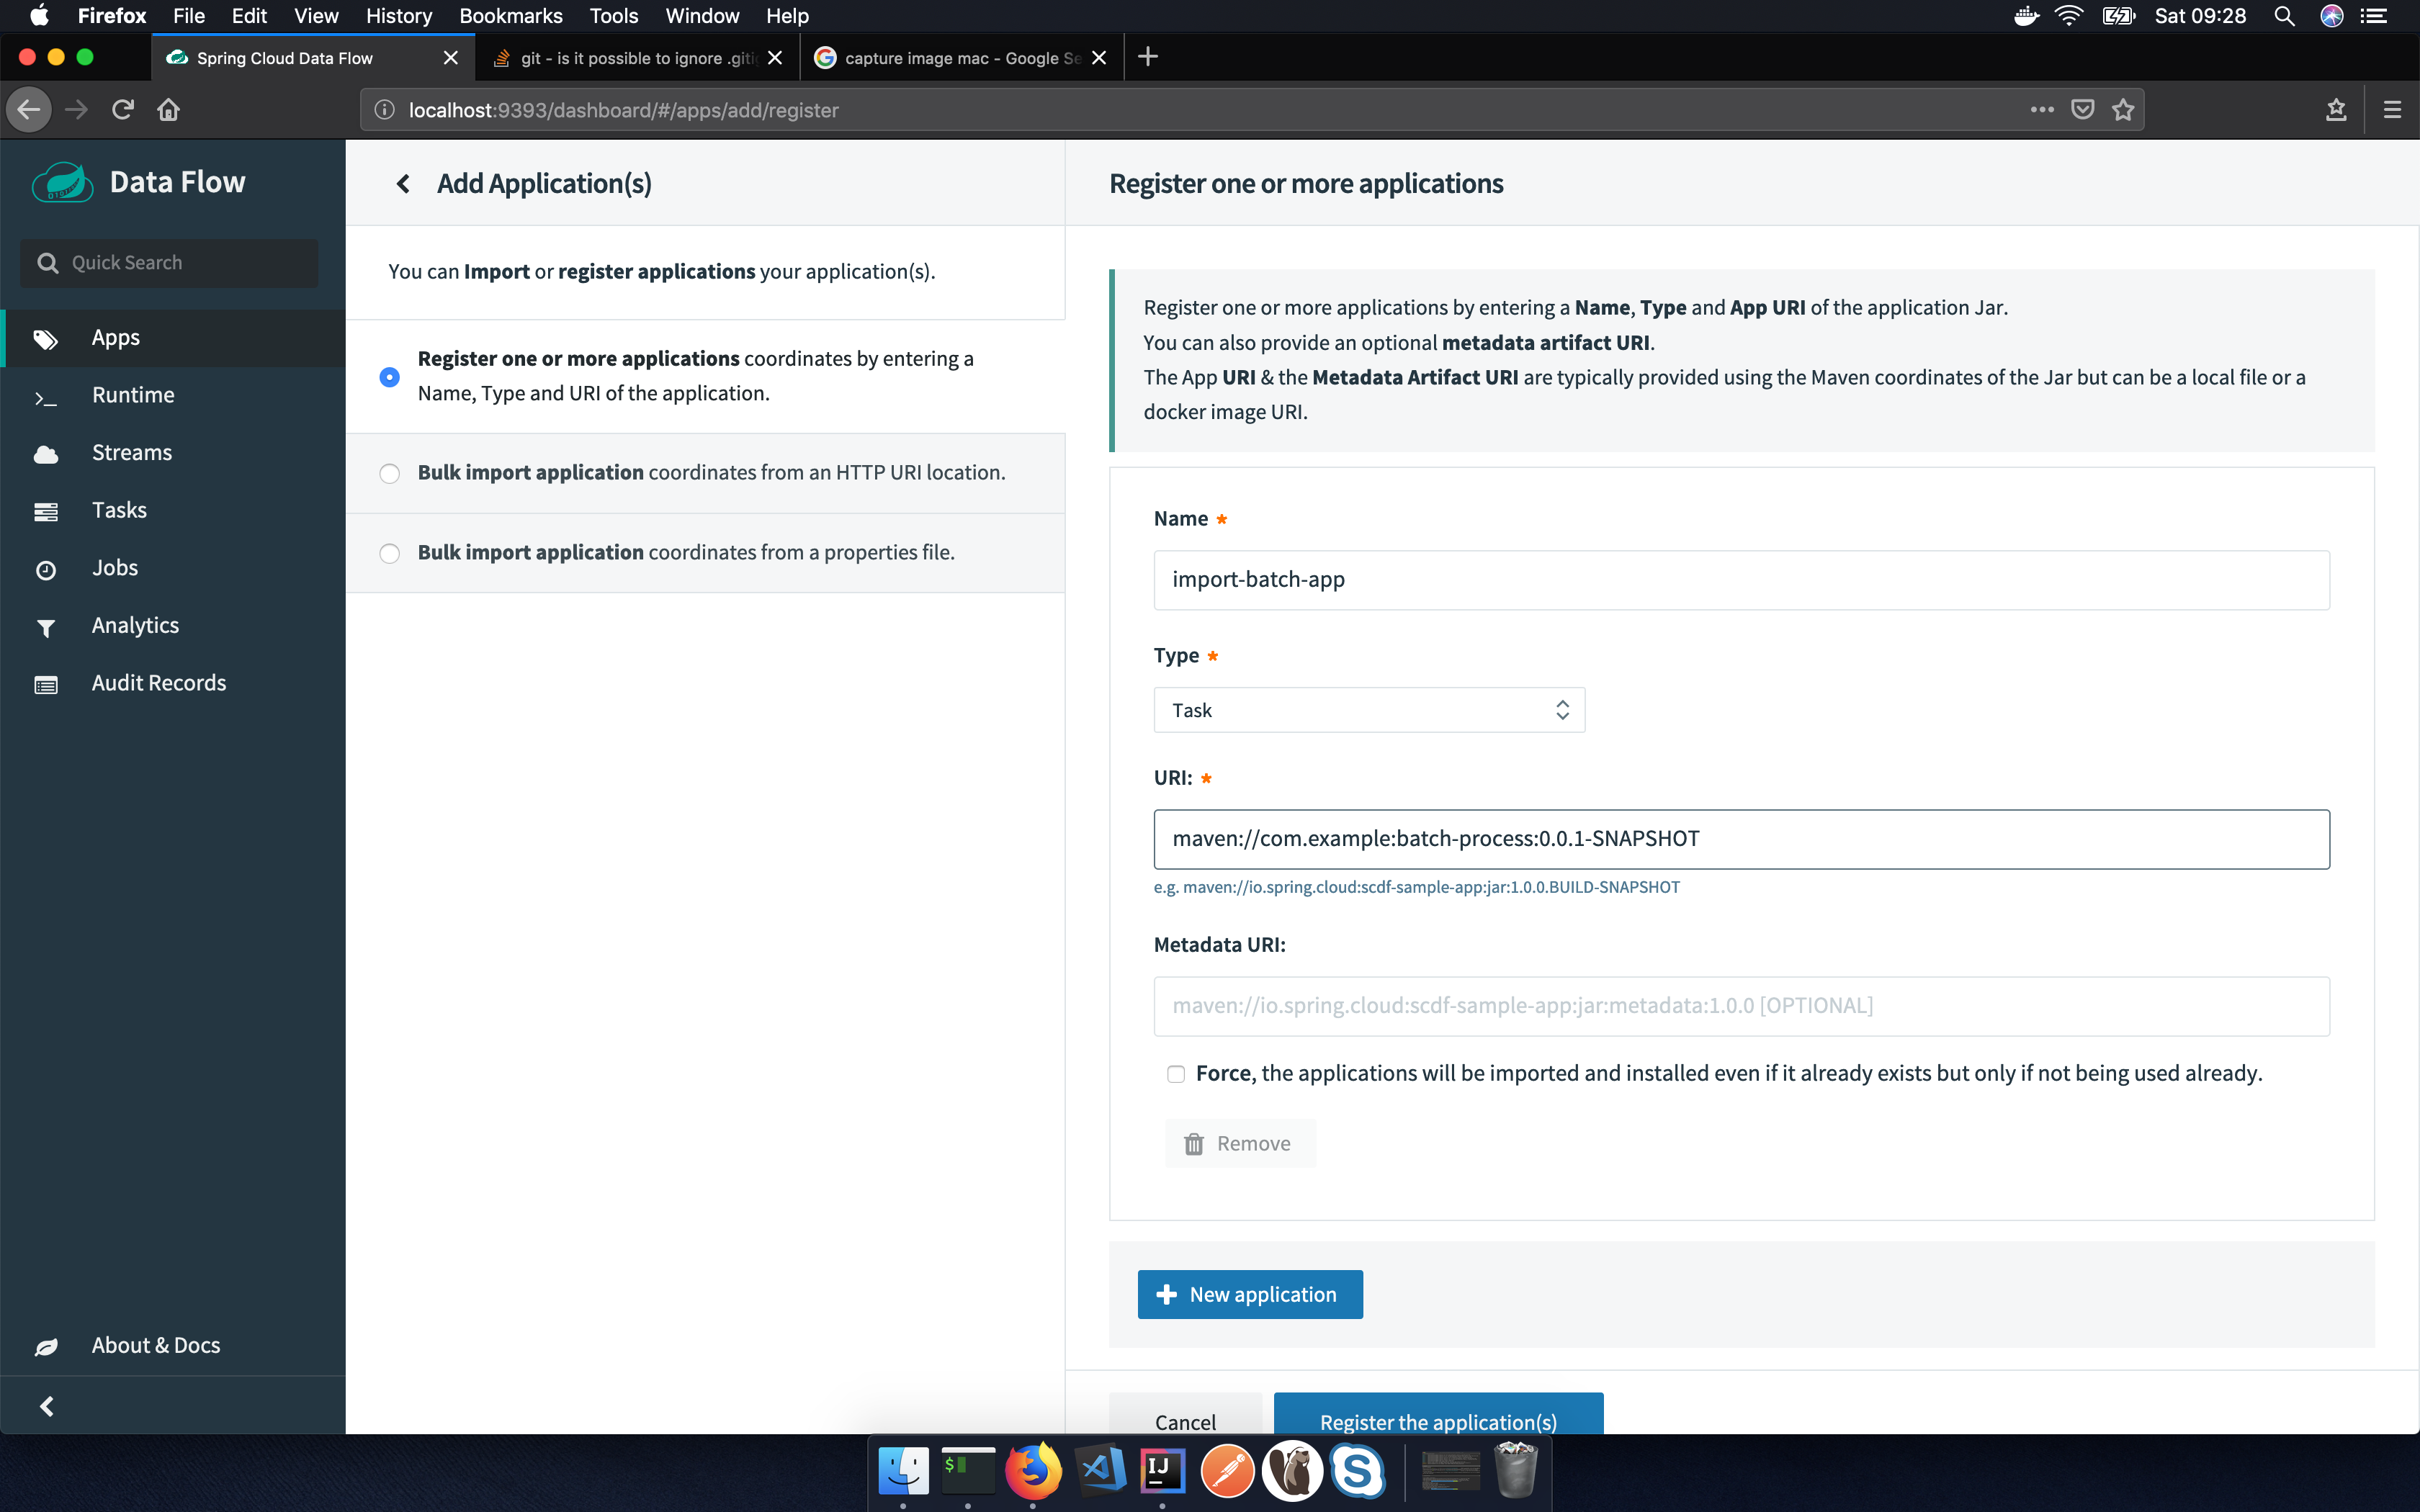 Firefox File Edit View History Bookmarks Tools Window Help Sat 09:28
Spring Cloud Data Flow git - is it possible to ignore .giti capture image mac - Google Se
localhost:9393/dashboard/#/apps/add/register
Data Flow
Quick Search
Apps
Runtime
Streams
Tasks
Jobs
Analytics
Audit Records
About & Docs
Add Application(s)
You can Import or register applications your application(s).
Register one or more applications coordinates by entering a
Name, Type and URI of the application.
Bulk import application coordinates from an HTTP URI location.
Bulk import application coordinates from a properties file.
Register one or more applications
Register one or more applications by entering a Name, Type and App URI of the application Jar.
You can also provide an optional metadata artifact URI.
The App URI & the Metadata Artifact URI are typically provided using the Maven coordinates of the Jar but can be a local file or a
docker image URI.
Name *
import-batch-app
Type *
Task
URI: *
maven://com.example:batch-process:0.0.1-SNAPSHOT
e.g. maven://io.spring.cloud:scdf-sample-app:jar:1.0.0.BUILD-SNAPSHOT
Metadata URI:
maven://io.spring.cloud:scdf-sample-app:jar:metadata:1.0.0 [OPTIONAL]
Force, the applications will be imported and installed even if it already exists but only if not being used already.
Remove
New application
Cancel Register the application(s)
$ IJ S